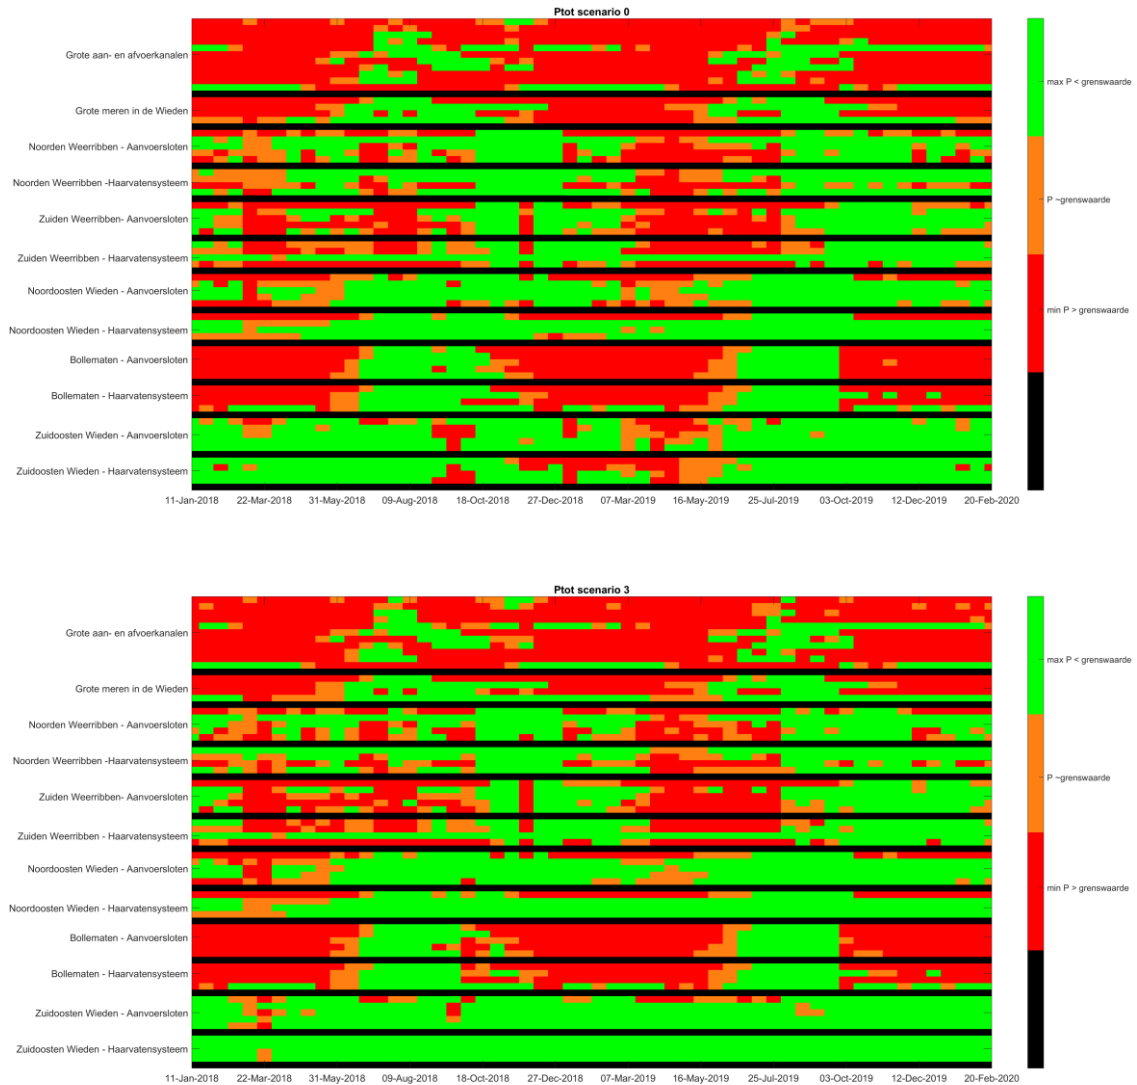 Ptot scenario 0
Grote aan- en afvoerkanalen
Grote meren in de Wieden
Noorden Weerribben - Aanvoersloten
Noorden Weerribben -Haarvatensysteem
Zuiden Weerribben- Aanvoersloten
Zuiden Weerribben - Haarvatensysteem
Noordoosten Wieden - Aanvoersloten
Noordoosten Wieden - Haarvatensysteem
Bollematen - Aanvoersloten
Bollematen - Haarvatensysteem
Zuidoosten Wieden - Aanvoersloten
Zuidoosten Wieden - Haarvatensysteem
11-Jan-2018 22-Mar-2018 31-May-2018 09-Aug-2018 18-Oct-2018 27-Dec-2018 07-Mar-2019 16-May-2019 25-Jul-2019 03-Oct-2019 12-Dec-2019 20-Feb-2020
max P < grenswaarde
P ~grenswaarde
min P > grenswaarde
Ptot scenario 3
Grote aan- en afvoerkanalen
Grote meren in de Wieden
Noorden Weerribben - Aanvoersloten
Noorden Weerribben -Haarvatensysteem
Zuiden Weerribben- Aanvoersloten
Zuiden Weerribben - Haarvatensysteem
Noordoosten Wieden - Aanvoersloten
Noordoosten Wieden - Haarvatensysteem
Bollematen - Aanvoersloten
Bollematen - Haarvatensysteem
Zuidoosten Wieden - Aanvoersloten
Zuidoosten Wieden - Haarvatensysteem
11-Jan-2018 22-Mar-2018 31-May-2018 09-Aug-2018 18-Oct-2018 27-Dec-2018 07-Mar-2019 16-May-2019 25-Jul-2019 03-Oct-2019 12-Dec-2019 20-Feb-2020
max P < grenswaarde
P ~grenswaarde
min P > grenswaarde